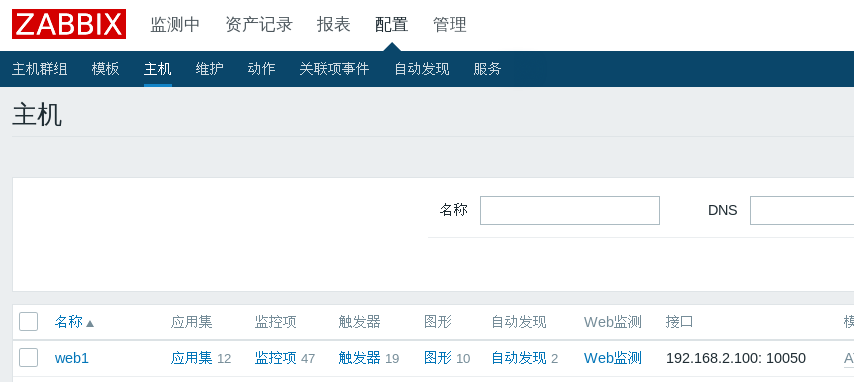 ZABBIX 监测中 资产记录 报表 配置 管理
主机群组 模板 主机 维护 动作 关联项事件 自动发现 服务
主机
名称 DNS
名称 应用集 监控项 触发器 图形 自动发现 Web监测 接口
web1 应用集 12 监控项 47 触发器 19 图形 10 自动发现 2 Web监测 192.168.2.100: 10050